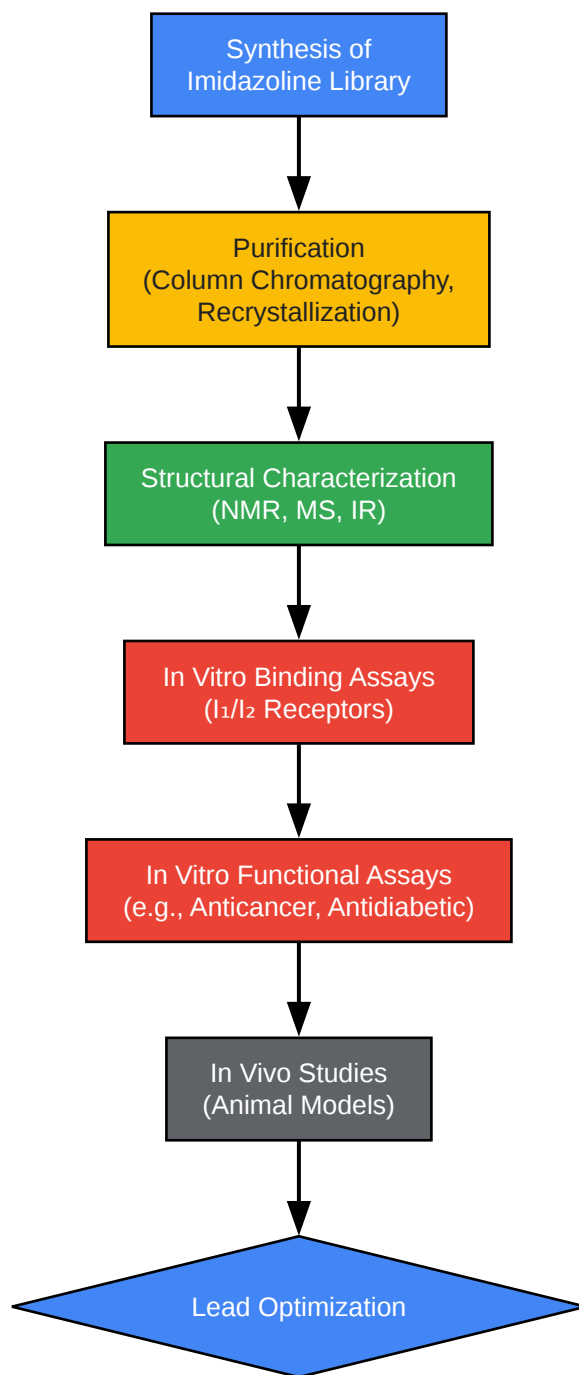 Synthesis of
Imidazoline Library
Purification
(Column Chromatography,
Recrystallization)
Structural Characterization
(NMR, MS, IR)
In Vitro Binding Assays
(I₁/I₂ Receptors)
In Vitro Functional Assays
(e.g., Anticancer, Antidiabetic)
In Vivo Studies
(Animal Models)
Lead Optimization